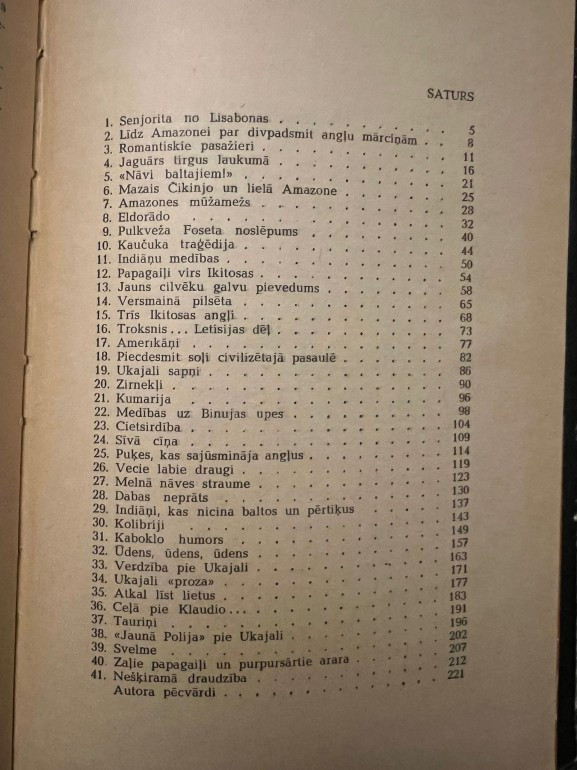 SATURS
1. Senjorita no Lisabonas . . . . . . . . . 5
2. Līdz Amazonei par divpadsmit angļu mārciņām . . 8
3. Romantiskie pasažieri . . . . . . . . . 11
4. Jaguārs tirgus laukumā . . . . . . . . . 16
5. «Nāvi baltajiem!» . . . . . . . . . 21
6. Mazais Čikinjo un lielā Amazone . . . . . . 25
7. Amazones mūžamežs . . . . . . . . . 28
8. Eldorādo . . . . . . . . . 32
9. Pulkveža Foseta noslēpums . . . . . . . 40
10. Kaučuka traģēdija . . . . . . . . . 44
11. Indiāņu medības . . . . . . . . . 50
12. Papagaiļi virs Ikitosas . . . . . . . . . 54
13. Jauns cilvēku galvu pievedums . . . . . . 58
14. Versmainā pilsēta . . . . . . . . . 65
15. Trīs Ikitosas angļi . . . . . . . . . 68
16. Troksnis... Letīsijas dēļ . . . . . . . . 73
17. Amerikāņi . . . . . . . . . 77
18. Piecdesmit soļi civilizētajā pasaulē . . . . . 82
19. Ukajali sapņi . . . . . . . . . 86
20. Zirnekļi . . . . . . . . . 90
21. Kumarija . . . . . . . . . 96
22. Medības uz Binujas upes . . . . . . . 98
23. Cietsirdība . . . . . . . . . 104
24. Sīvā cīņa . . . . . . . . . 109
25. Puķes, kas sajūsmināja angļus . . . . . . 114
26. Vecie labie draugi . . . . . . . . . 119
27. Melnā nāves straume . . . . . . . . 123
28. Dabas neprāts . . . . . . . . . 130
29. Indiāņi, kas nicina baltos un pērtiķus . . . . . 137
30. Kolibriji . . . . . . . . . 143
31. Kaboklo humors . . . . . . . . . 149
32. Ūdens, ūdens, ūdens . . . . . . . . 157
33. Verdzība pie Ukajali . . . . . . . . 163
34. Ukajali «proza» . . . . . . . . . 171
35. Atkal līst lietus . . . . . . . . . 177
36. Ceļā pie Klaudio... . . . . . . . . . 183
37. Tauriņi . . . . . . . . . 191
38. «Jaunā Polija» pie Ukajali . . . . . . . 196
39. Svelme . . . . . . . . . 202
40. Zaļie papagaiļi un purpursārtie arara . . . . . 207
41. Nešķiramā draudzība . . . . . . . . 212
Autora pēcvārdi . . . . . . . . . 221